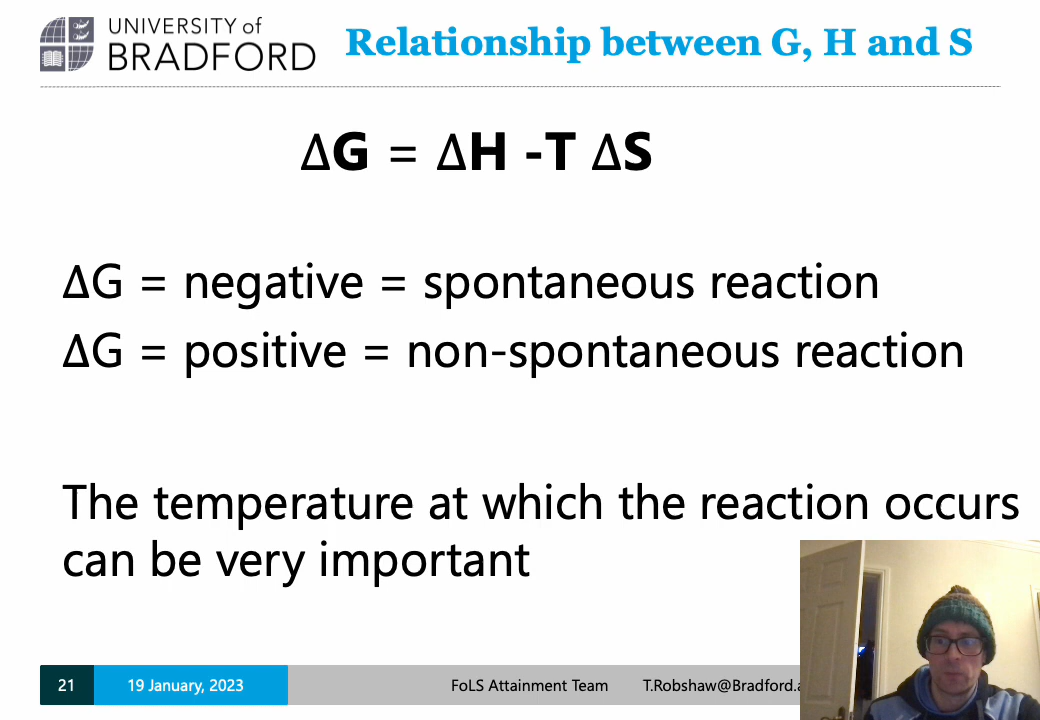 UNIVERSITY of
BRADFORD
Relationship between G, H and S
ΔG = ΔH -T ΔS
ΔG = negative = spontaneous reaction
ΔG = positive = non-spontaneous reaction
The temperature at which the reaction occurs
can be very important
21 19 January, 2023 FoLS Attainment Team T.Robshaw@Bradford.a